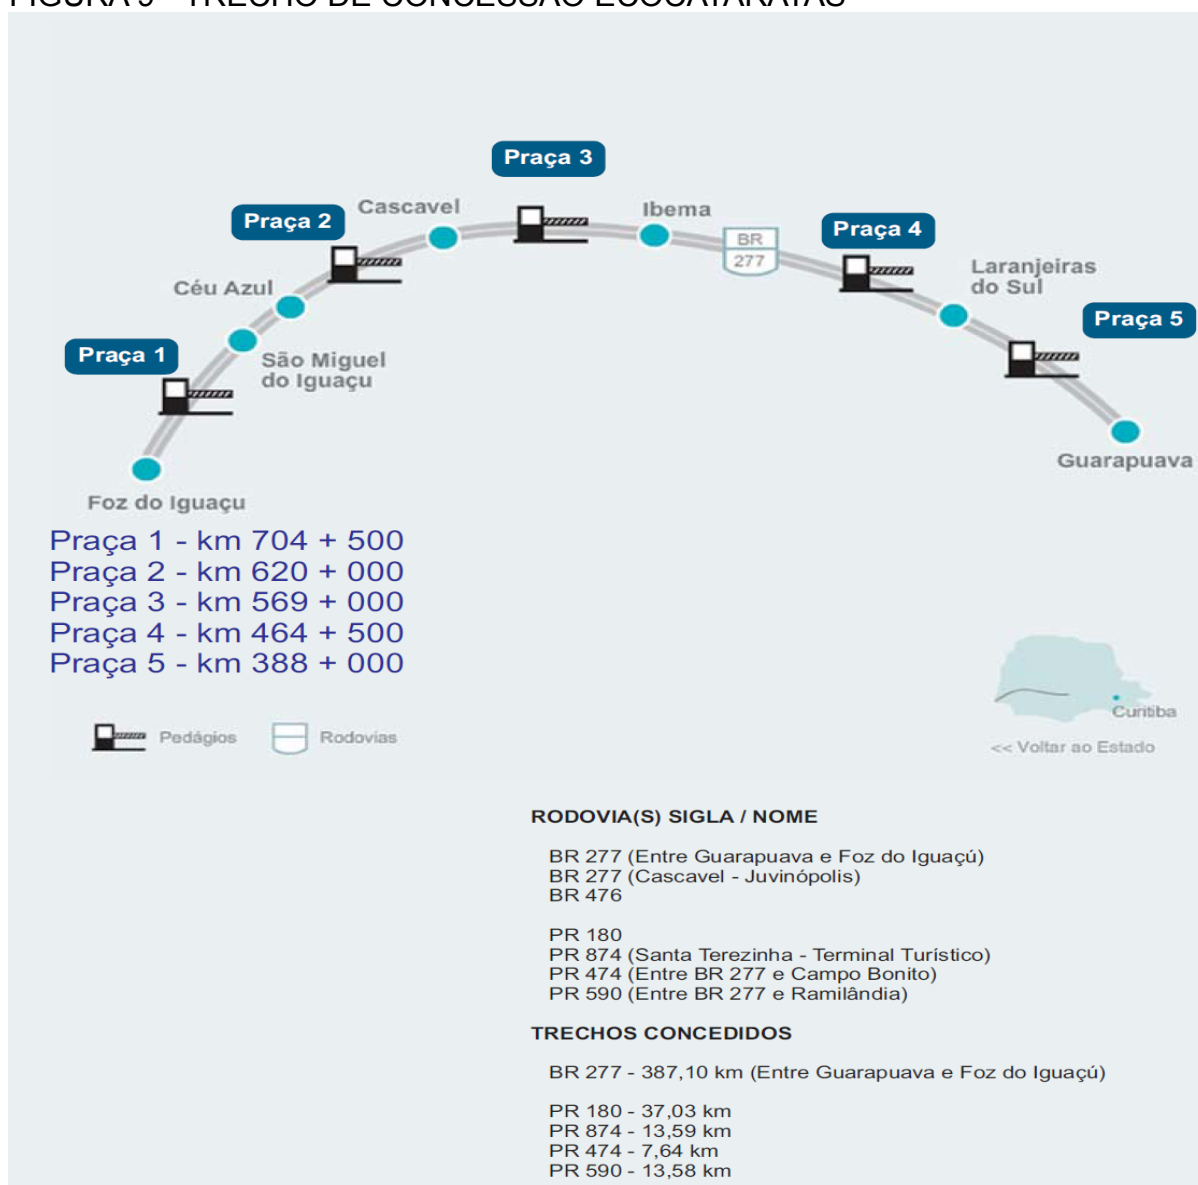 FIGURA 9 - TRECHO DE CONCESSÃO ECOCATARATAS
Praça 3
Cascavel
Ibema
Praça 2
Praça 4
BR
277
Céu Azul
Laranjeiras
do Sul
Praça 5
Praça 1
São Miguel
do Iguaçu
Guarapuava
Foz do Iguaçu
Praça 1 - km 704 + 500
Praça 2 - km 620 + 000
Praça 3 - km 569 + 000
Praça 4 - km 464 + 500
Praça 5 - km 388 + 000
Curitiba
Pedágios
Rodovias
<< Voltar ao Estado
RODOVIA(S) SIGLA / NOME
BR 277 (Entre Guarapuava e Foz do Iguaçú)
BR 277 (Cascavel - Juvinópolis)
BR 476
PR 180
PR 874 (Santa Terezinha - Terminal Turístico)
PR 474 (Entre BR 277 e Campo Bonito)
PR 590 (Entre BR 277 e Ramilândia)
TRECHOS CONCEDIDOS
BR 277 - 387,10 km (Entre Guarapuava e Foz do Iguaçú)
PR 180 - 37,03 km
PR 874 - 13,59 km
PR 474 - 7,64 km
PR 590 - 13,58 km